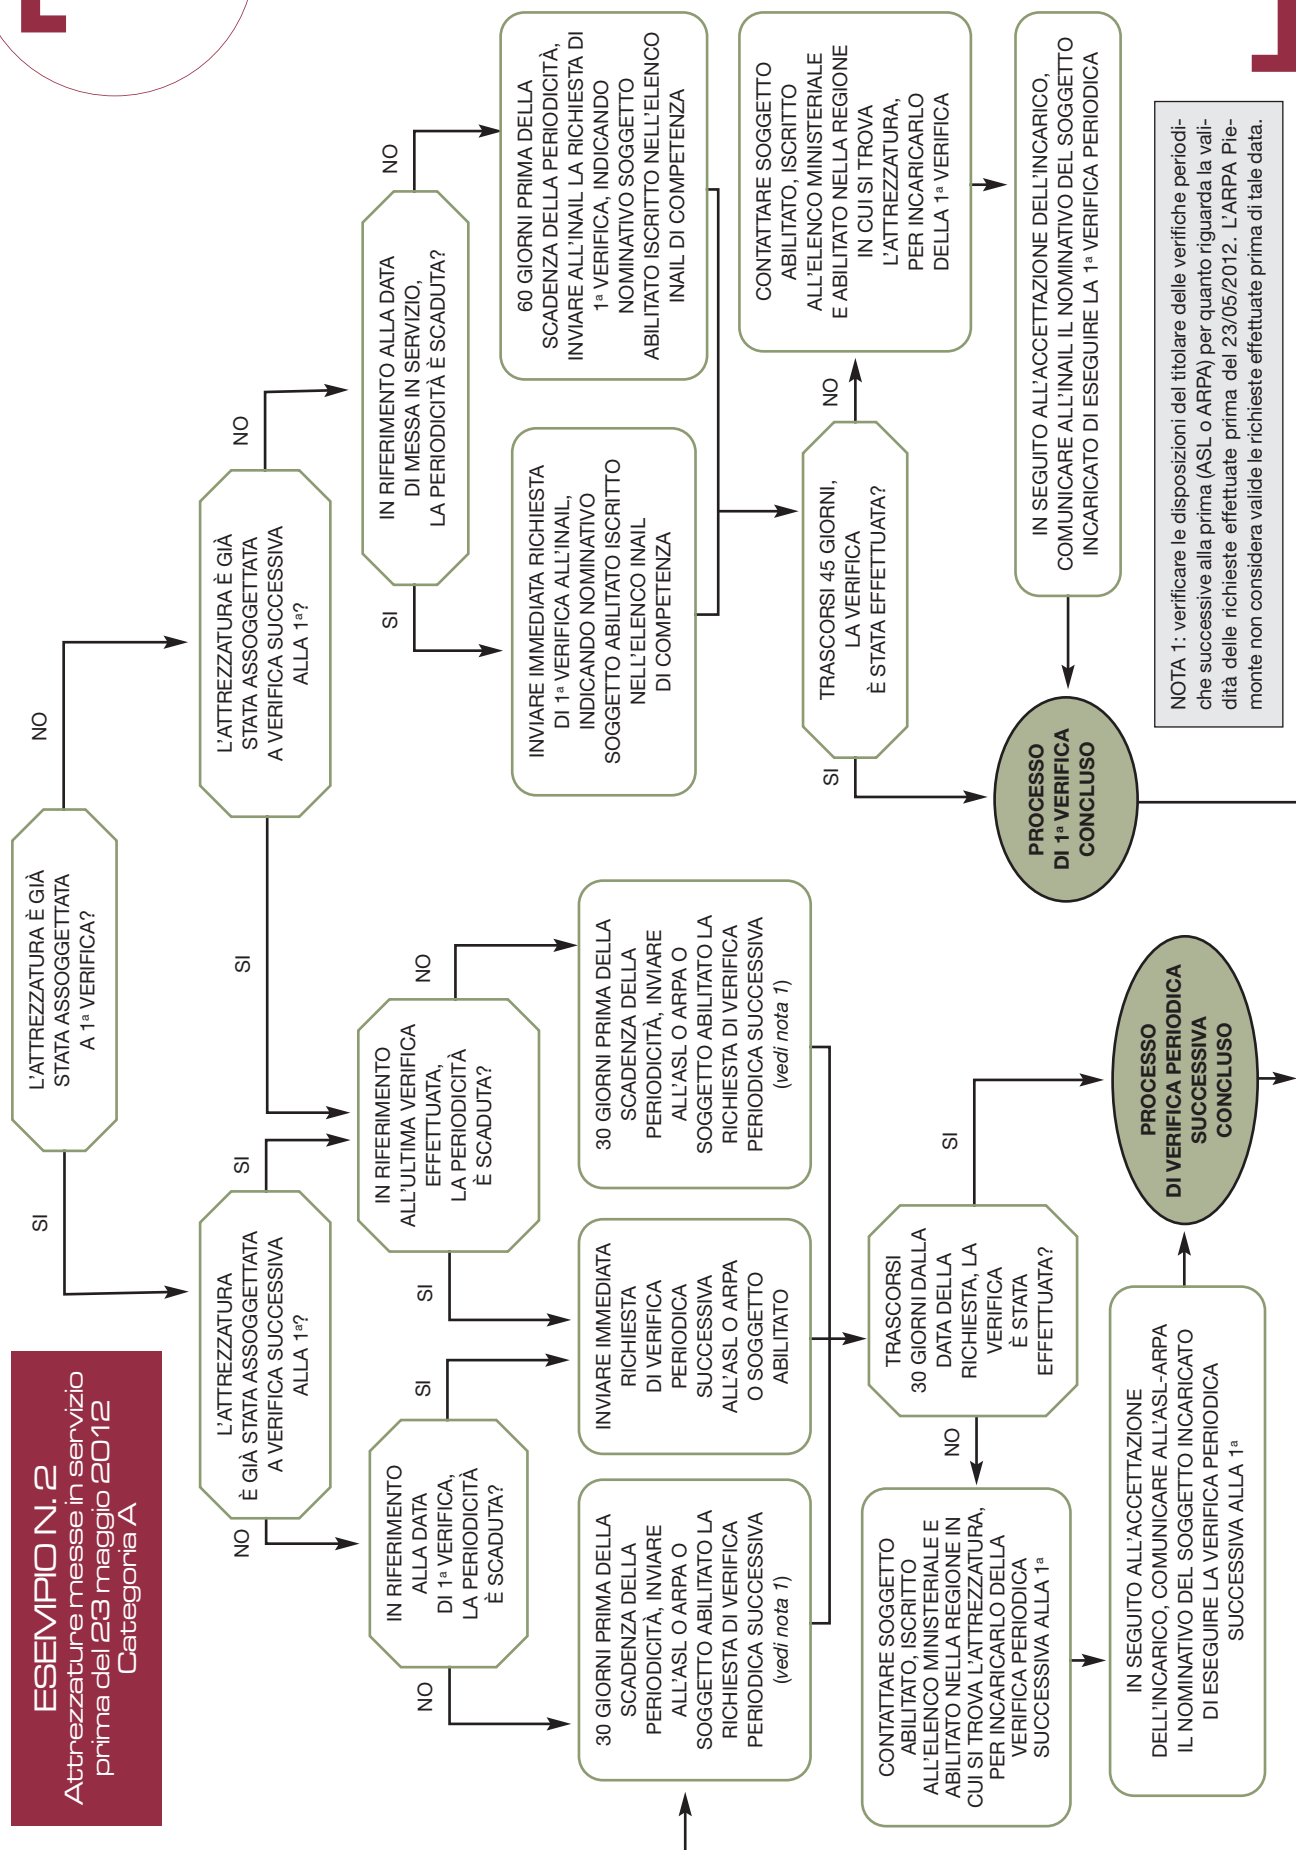 ESEMPIO N. 2
Attrezzature messe in servizio
prima del 23 maggio 2012
Categoria A
L'ATTREZZATURA È GIÀ
STATA ASSOGGETTATA
A 1ª VERIFICA?
SI
NO
L'ATTREZZATURA
È GIÀ STATA ASSOGGETTATA
A VERIFICA SUCCESSIVA
ALLA 1ª?
NO
SI
SI
L'ATTREZZATURA È GIÀ
STATA ASSOGGETTATA
A VERIFICA SUCCESSIVA
ALLA 1ª?
NO
IN RIFERIMENTO
ALLA DATA
DI 1ª VERIFICA,
LA PERIODICITÀ
È SCADUTA?
NO
SI
IN RIFERIMENTO
ALL'ULTIMA VERIFICA
EFFETTUATA,
LA PERIODICITÀ
È SCADUTA?
SI
NO
IN RIFERIMENTO ALLA DATA
DI MESSA IN SERVIZIO,
LA PERIODICITÀ È SCADUTA?
SI
NO
30 GIORNI PRIMA DELLA
SCADENZA DELLA
PERIODICITÀ, INVIARE
ALL'ASL O ARPA O
SOGGETTO ABILITATO LA
RICHIESTA DI VERIFICA
PERIODICA SUCCESSIVA
(vedi nota 1)
INVIARE IMMEDIATA
RICHIESTA
DI VERIFICA
PERIODICA
SUCCESSIVA
ALL'ASL O ARPA
O SOGGETTO
ABILITATO
30 GIORNI PRIMA DELLA
SCADENZA DELLA
PERIODICITÀ, INVIARE
ALL'ASL O ARPA O
SOGGETTO ABILITATO LA
RICHIESTA DI VERIFICA
PERIODICA SUCCESSIVA
(vedi nota 1)
INVIARE IMMEDIATA RICHIESTA
DI 1ª VERIFICA ALL'INAIL,
INDICANDO NOMINATIVO
SOGGETTO ABILITATO ISCRITTO
NELL'ELENCO INAIL
DI COMPETENZA
60 GIORNI PRIMA DELLA
SCADENZA DELLA PERIODICITÀ,
INVIARE ALL'INAIL LA RICHIESTA DI
1ª VERIFICA, INDICANDO
NOMINATIVO SOGGETTO
ABILITATO ISCRITTO NELL'ELENCO
INAIL DI COMPETENZA
TRASCORSI
30 GIORNI DALLA
DATA DELLA
RICHIESTA, LA
VERIFICA
È STATA
EFFETTUATA?
NO
SI
TRASCORSI 45 GIORNI,
LA VERIFICA
È STATA EFFETTUATA?
SI
NO
CONTATTARE SOGGETTO
ABILITATO, ISCRITTO
ALL'ELENCO MINISTERIALE
E ABILITATO NELLA REGIONE
IN CUI SI TROVA
L'ATTREZZATURA,
PER INCARICARLO
DELLA 1ª VERIFICA
CONTATTARE SOGGETTO
ABILITATO, ISCRITTO
ALL'ELENCO MINISTERIALE E
ABILITATO NELLA REGIONE IN
CUI SI TROVA L'ATTREZZATURA,
PER INCARICARLO DELLA
VERIFICA PERIODICA
SUCCESSIVA ALLA 1ª
PROCESSO
DI 1ª VERIFICA
CONCLUSO
IN SEGUITO ALL'ACCETTAZIONE DELL'INCARICO,
COMUNICARE ALL'INAIL IL NOMINATIVO DEL SOGGETTO
INCARICATO DI ESEGUIRE LA 1ª VERIFICA PERIODICA
IN SEGUITO ALL'ACCETTAZIONE
DELL'INCARICO, COMUNICARE ALL'ASL-ARPA
IL NOMINATIVO DEL SOGGETTO INCARICATO
DI ESEGUIRE LA VERIFICA PERIODICA
SUCCESSIVA ALLA 1ª
PROCESSO
DI VERIFICA PERIODICA
SUCCESSIVA
CONCLUSO
NOTA 1: verificare le disposizioni del titolare delle verifiche periodi-
che successive alla prima (ASL o ARPA) per quanto riguarda la vali-
dità delle richieste effettuate prima del 23/05/2012. L'ARPA Pie-
monte non considera valide le richieste effettuate prima di tale data.